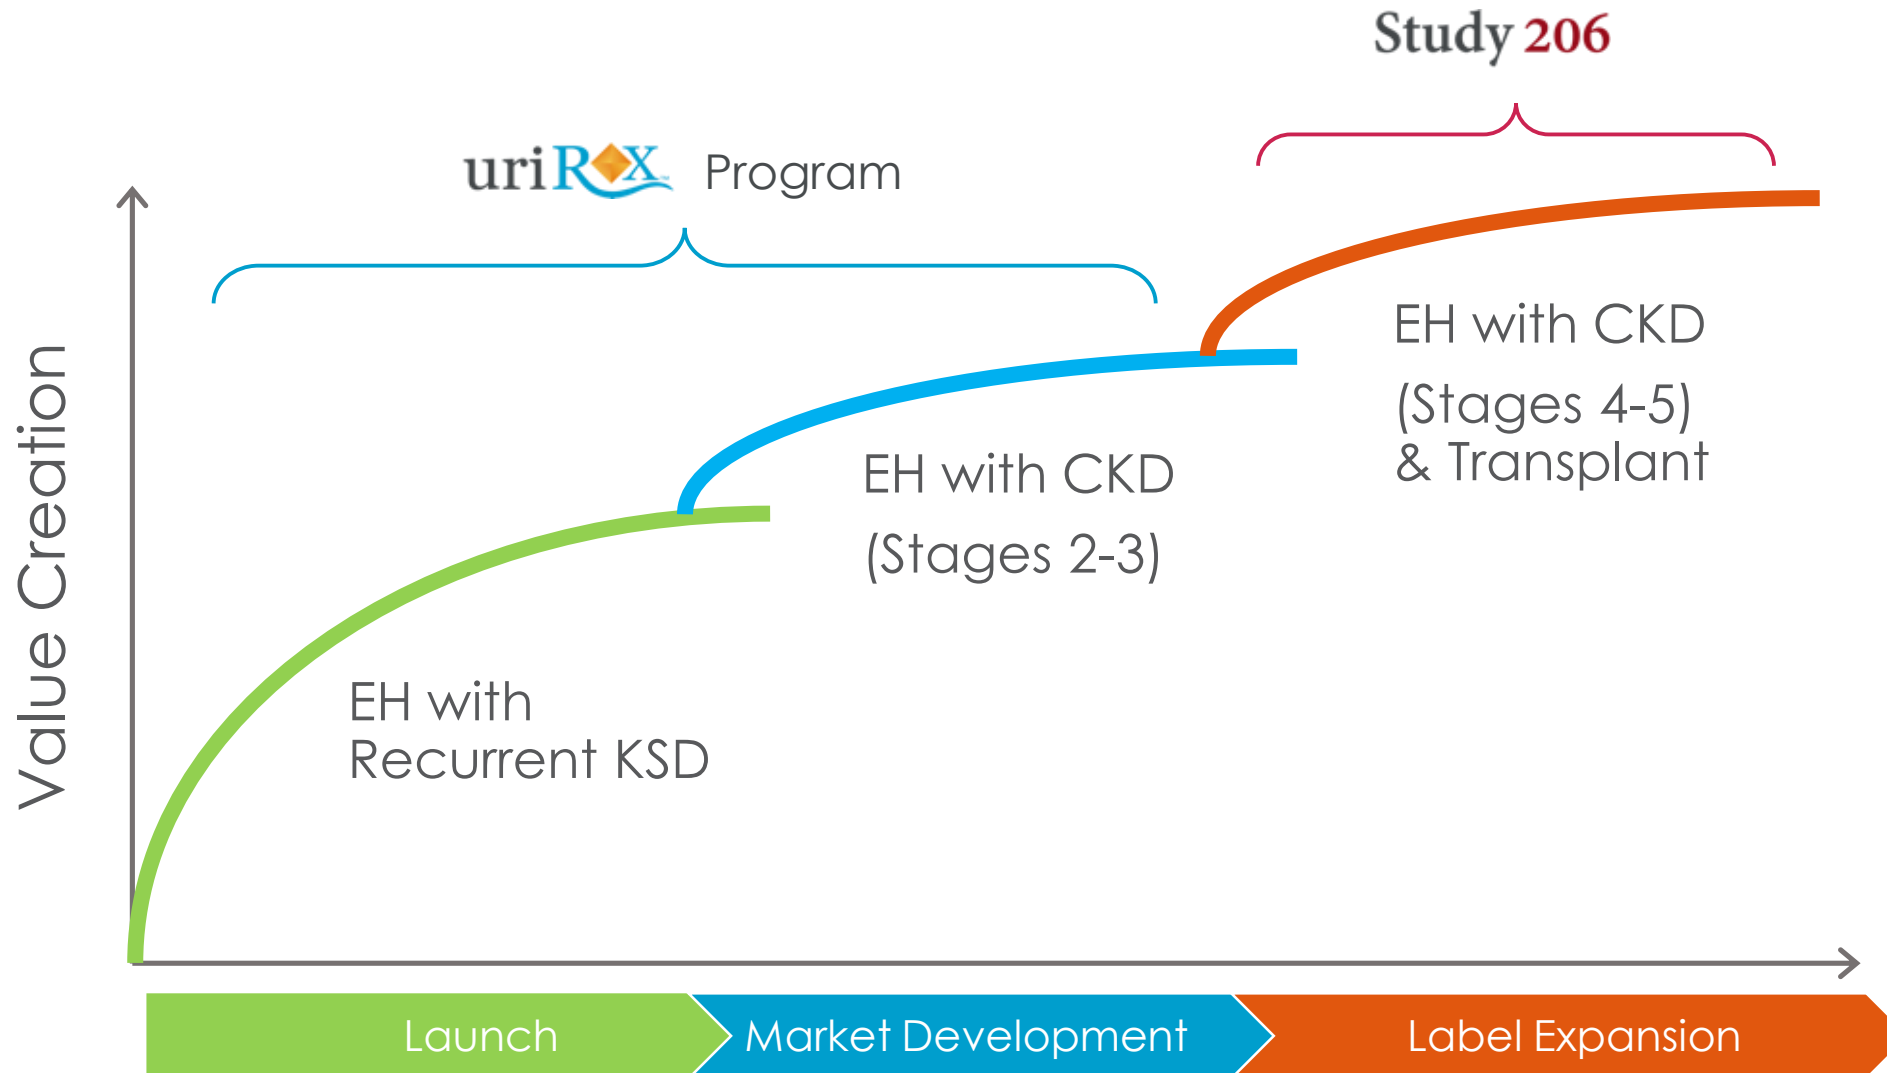 Study 206
uriROX™ Program
Value Creation
EH with CKD
(Stages 4-5)
& Transplant
EH with CKD
(Stages 2-3)
EH with
Recurrent KSD
Launch
Market Development
Label Expansion